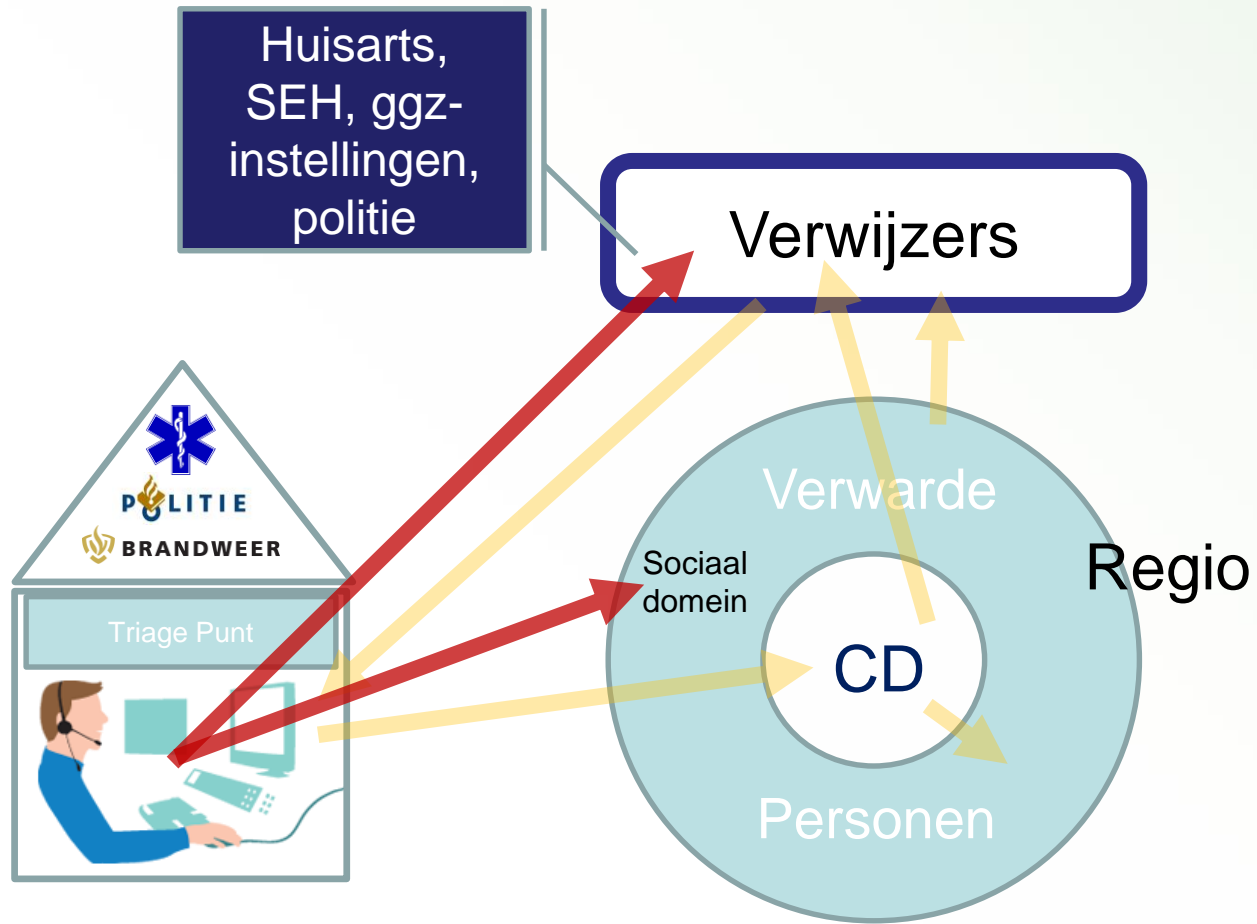 Huisarts,
SEH, ggz-
instellingen,
politie
Verwijzers
POLITIE
BRANDWEER
Triage Punt
Verwarde
Sociaal
domein
Regio
CD
Personen